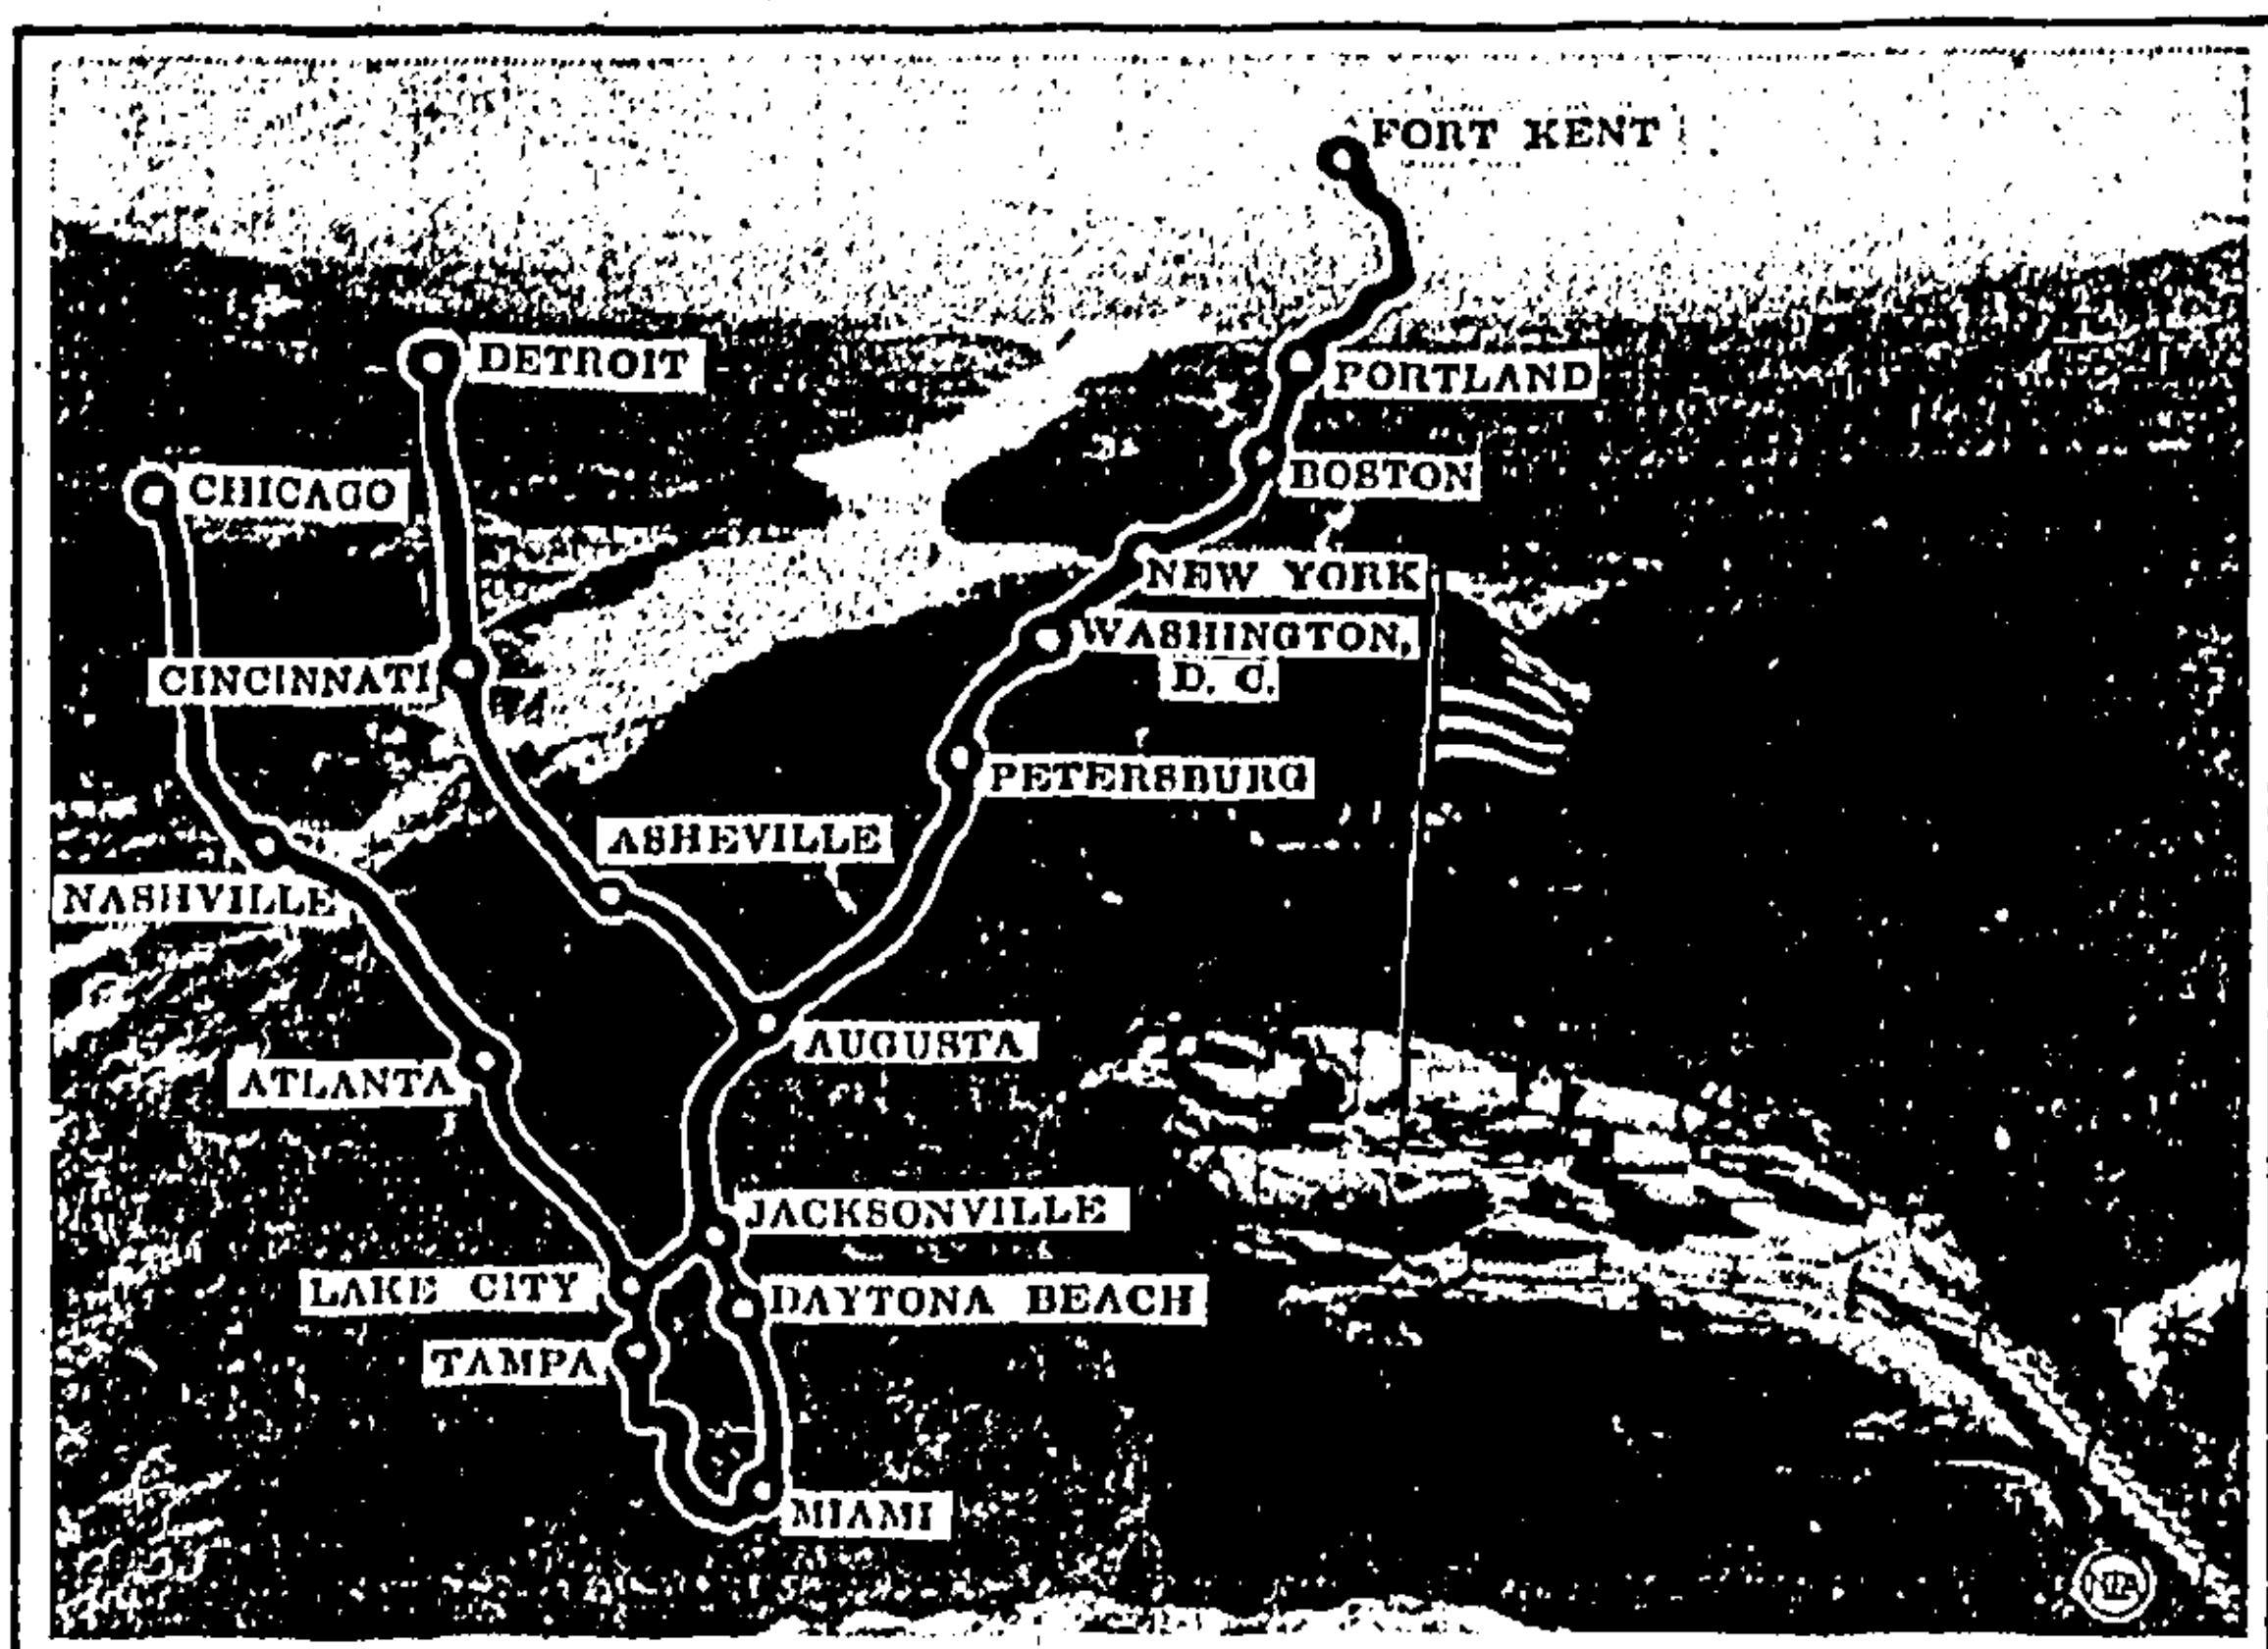 FORT KENT
DETROIT
PORTLAND
BOSTON
CHICAGO
NEW YORK
WASHINGTON,
D. C.
CINCINNATI
PETERSBURG
ASHEVILLE
NASHVILLE
AUGUSTA
ATLANTA
JACKSONVILLE
LAKE CITY
DAYTONA BEACH
TAMPA
MIAMI